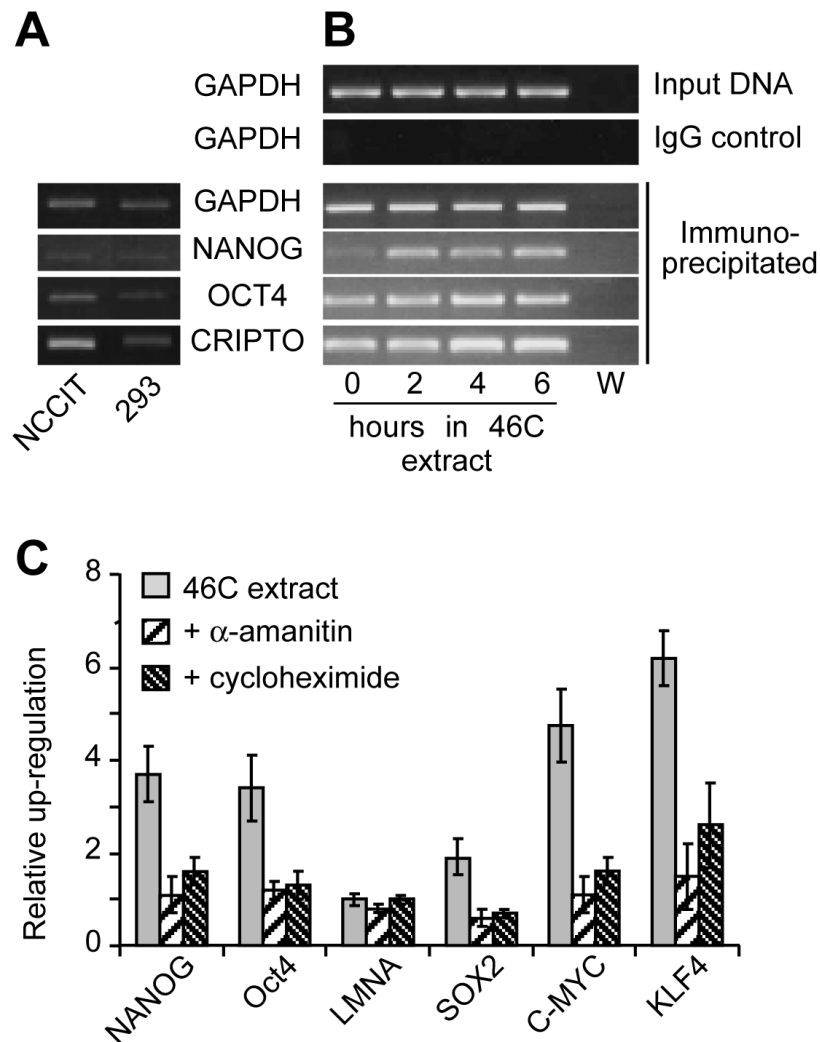 A
B
GAPDH
Input DNA
GAPDH
IgG control
GAPDH
NANOG
OCT4
CRIPTO
Immuno-
precipitated
NCCIT
293
0 2 4 6 W
hours in 46C
extract
C
8
6
4
2
0
Relative up-regulation
46C extract
+ α-amanitin
+ cycloheximide
NANOG
Oct4
LMNA
SOX2
C-MYC
KLF4